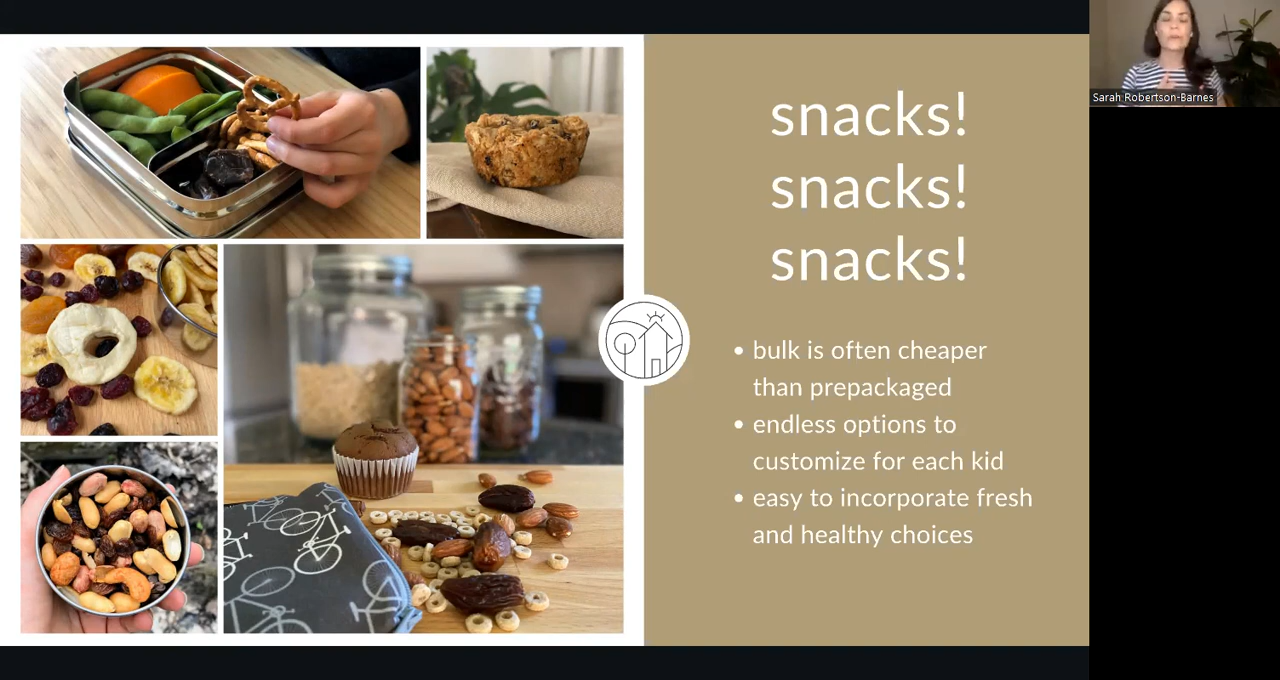 snacks!
snacks!
snacks!
• bulk is often cheaper
than prepackaged
• endless options to
customize for each kid
• easy to incorporate fresh
and healthy choices
Sarah Robertson-Barnes